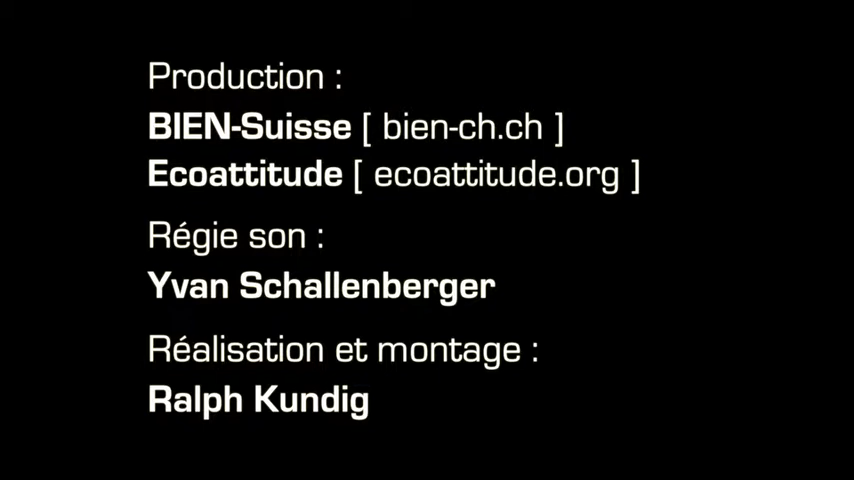 Production :
BIEN-Suisse [ bien-ch.ch ]
Ecoattitude [ ecoattitude.org ]
Régie son :
Yvan Schallenberger
Réalisation et montage :
Ralph Kundig